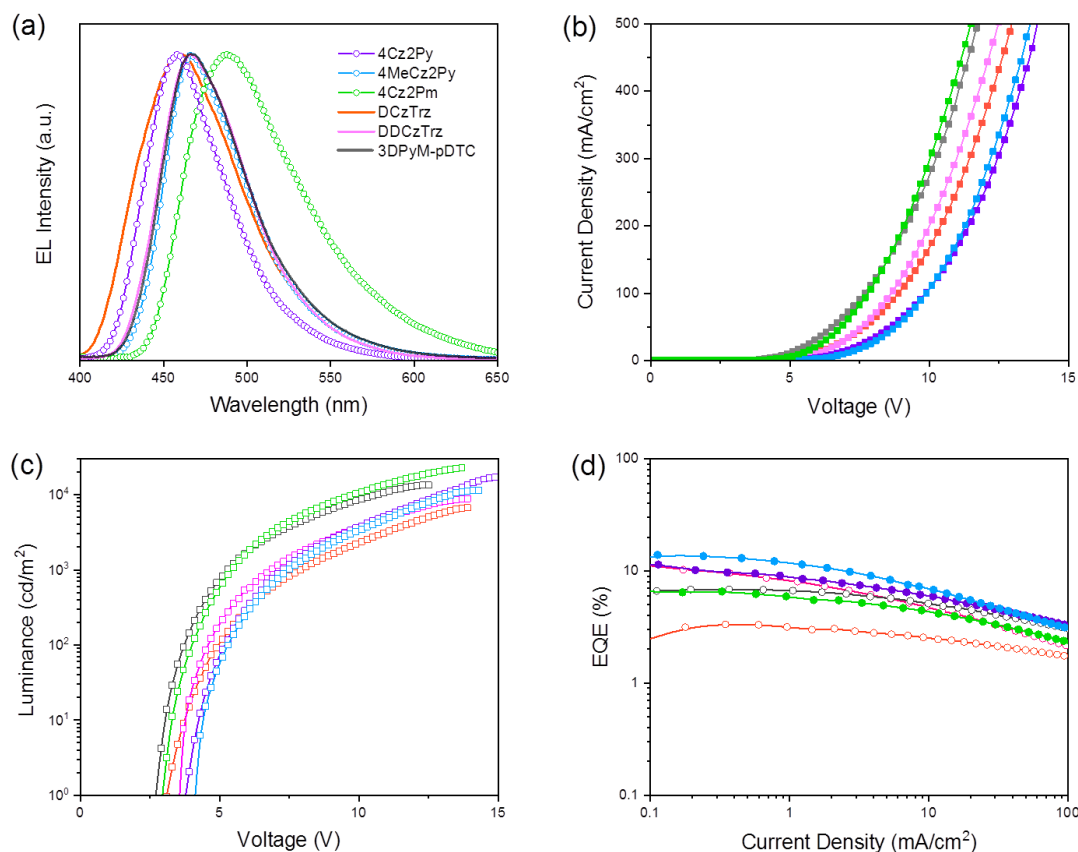 (a)
EL Intensity (a.u.)
4Cz2Py
4MeCz2Py
4Cz2Pm
DCzTrz
DDCzTrz
3DPyM-pDTC
400 450 500 550 600 650
Wavelength (nm)
(b)
Current Density (mA/cm²)
500
400
300
200
100
0
0 5 10 15
Voltage (V)
(c)
Luminance (cd/m²)
10⁴
10³
10²
10¹
10⁰
0 5 10 15
Voltage (V)
(d)
EQE (%)
100
10
1
0.1
0.1 1 10 100
Current Density (mA/cm²)